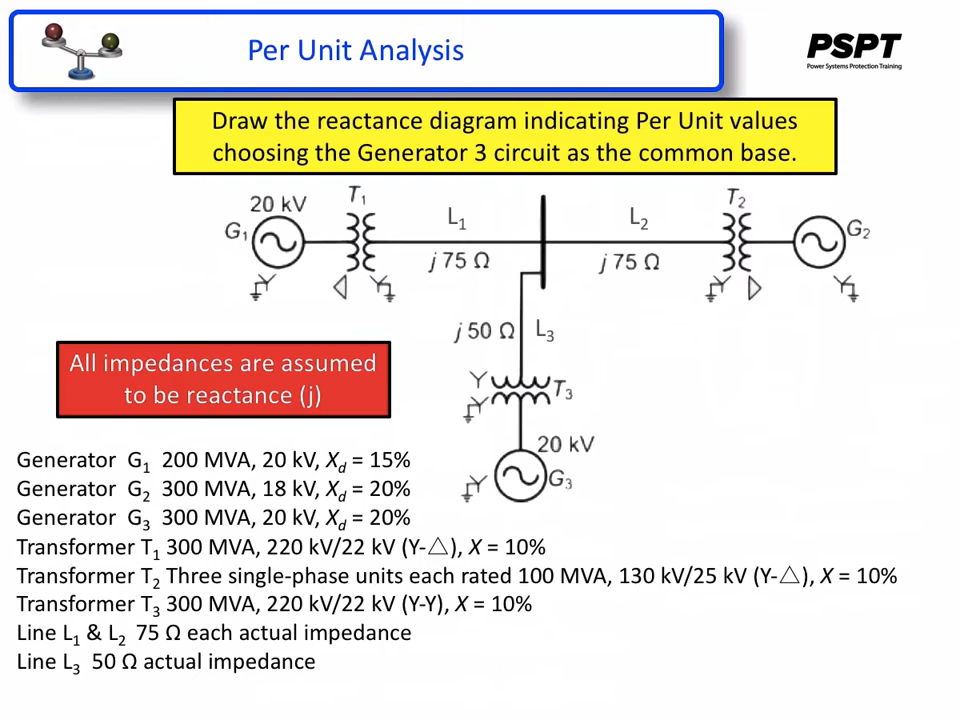 Per Unit Analysis
PSPT
Power Systems Protection Training
Draw the reactance diagram indicating Per Unit values
choosing the Generator 3 circuit as the common base.
20 kV
T1
L1
L2
T2
G1
G2
j 75 Ω
j 75 Ω
j 50 Ω
L3
All impedances are assumed
to be reactance (j)
T3
20 kV
G3
Generator G1 200 MVA, 20 kV, Xd = 15%
Generator G2 300 MVA, 18 kV, Xd = 20%
Generator G3 300 MVA, 20 kV, Xd = 20%
Transformer T1 300 MVA, 220 kV/22 kV (Y-△), X = 10%
Transformer T2 Three single-phase units each rated 100 MVA, 130 kV/25 kV (Y-△), X = 10%
Transformer T3 300 MVA, 220 kV/22 kV (Y-Y), X = 10%
Line L1 & L2 75 Ω each actual impedance
Line L3 50 Ω actual impedance